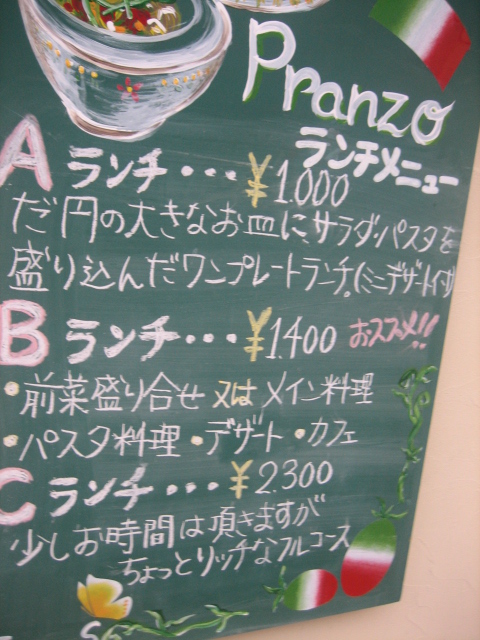 Pranzo
ランチメニュー
Aランチ・・・¥1.000
だ円の大きなお皿に、サラダ・パスタを
盛り込んだワンプレートランチ。(ミニデザート付)
Bランチ・・・¥1.400 おススメ!!
・前菜盛り合せ 又は メイン料理
・パスタ料理・デザート・カフェ
Cランチ・・・¥2.300
少しお時間は頂きますが
ちょっとリッチなフルコース